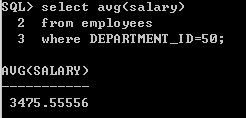 SQL> select avg(salary)
  2  from employees
  3  where DEPARTMENT_ID=50;
AVG(SALARY)
-----------
 3475.55556